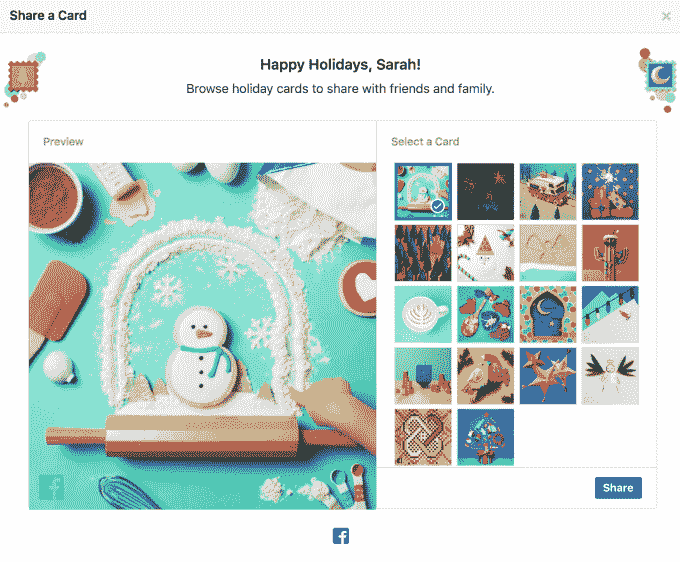 Share a Card
Happy Holidays, Sarah!
Browse holiday cards to share with friends and family.
Preview
Select a Card
Share